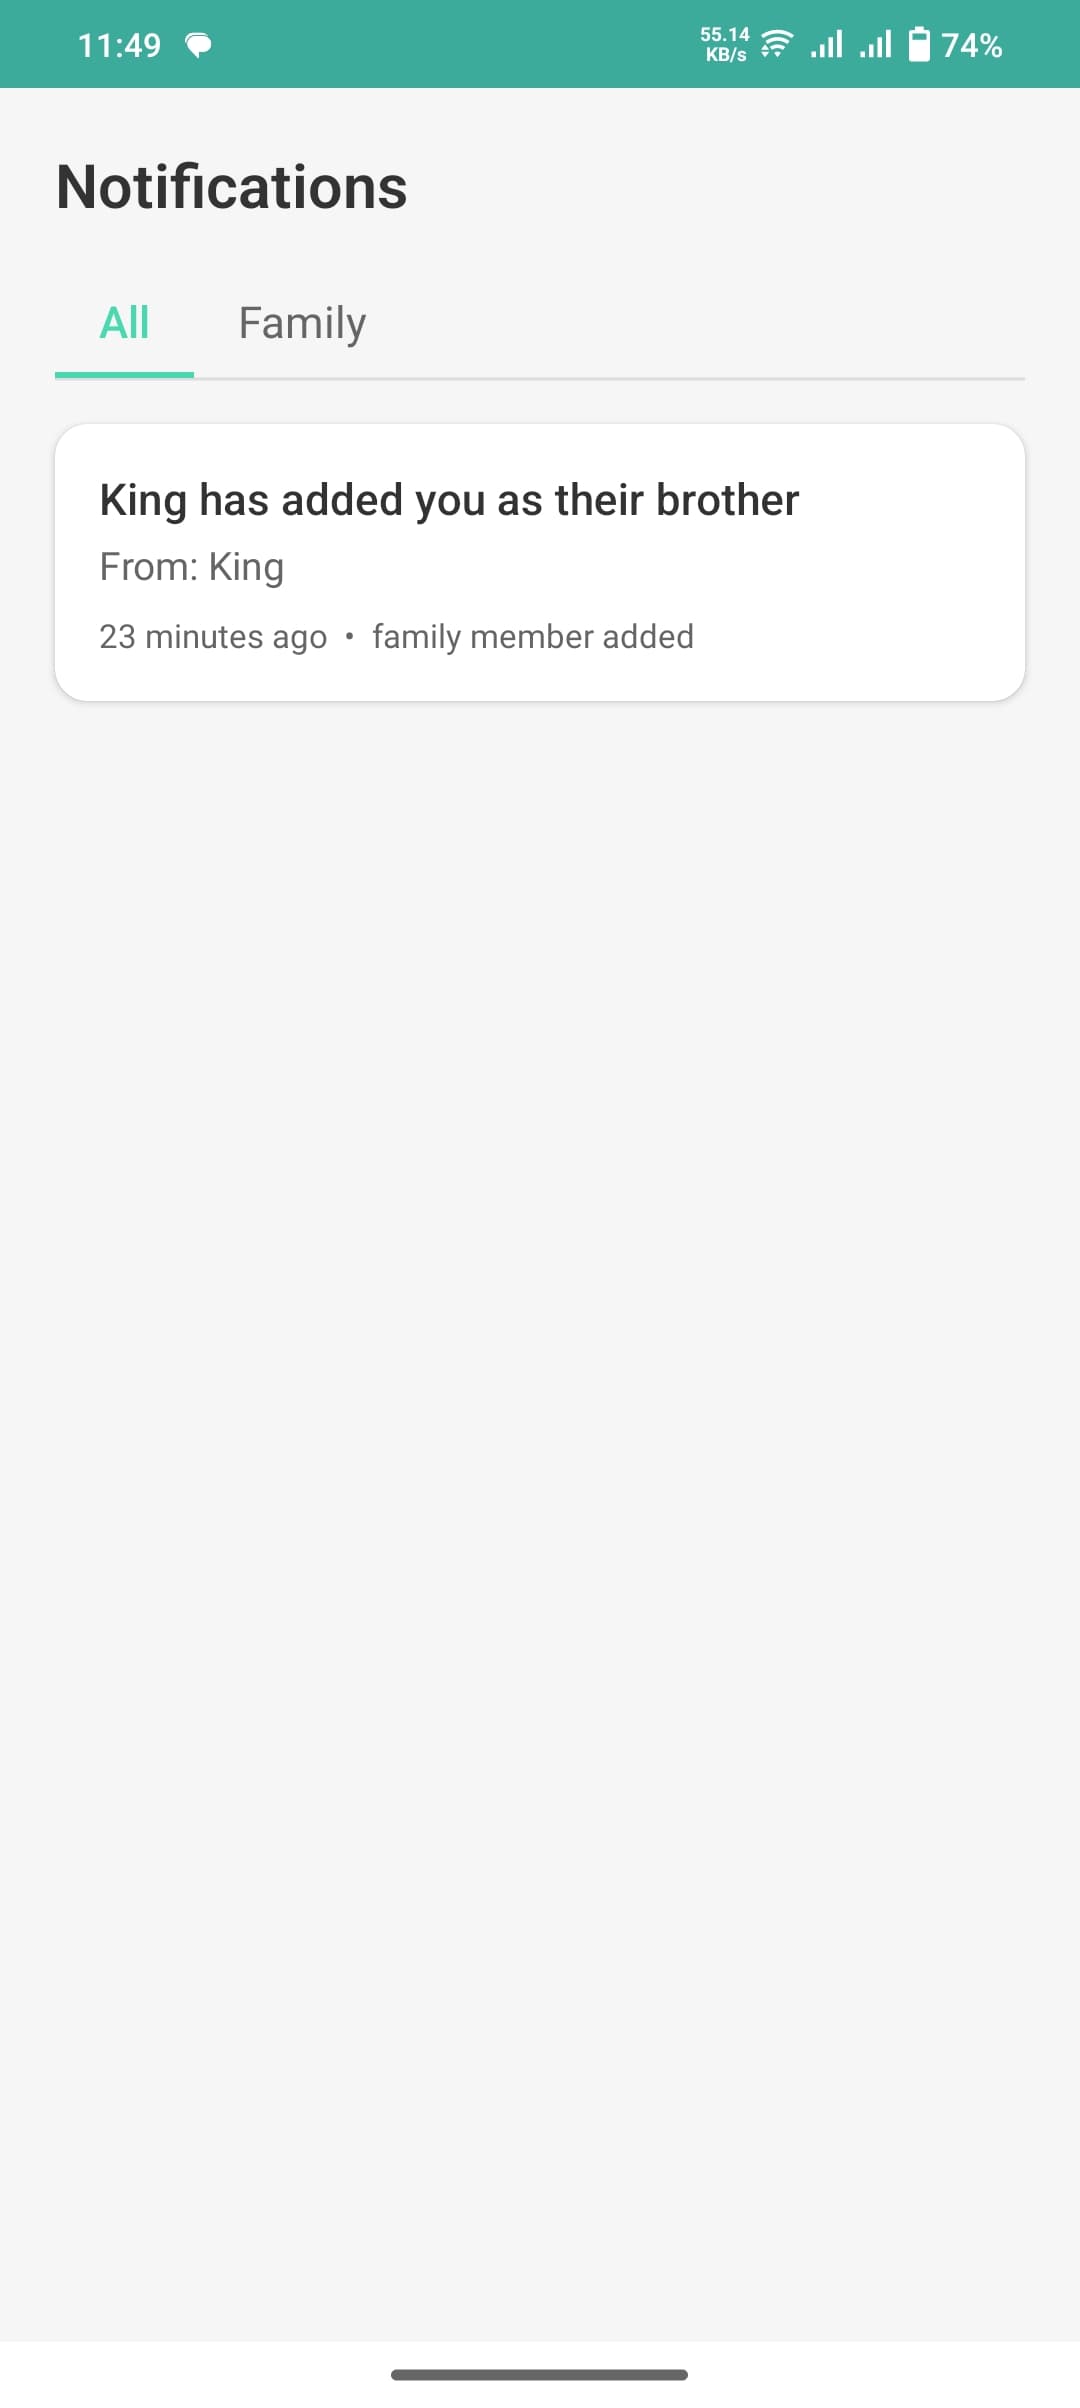 11:49 55.14 KB/s 74%
Notifications
All Family
King has added you as their brother
From: King
23 minutes ago • family member added